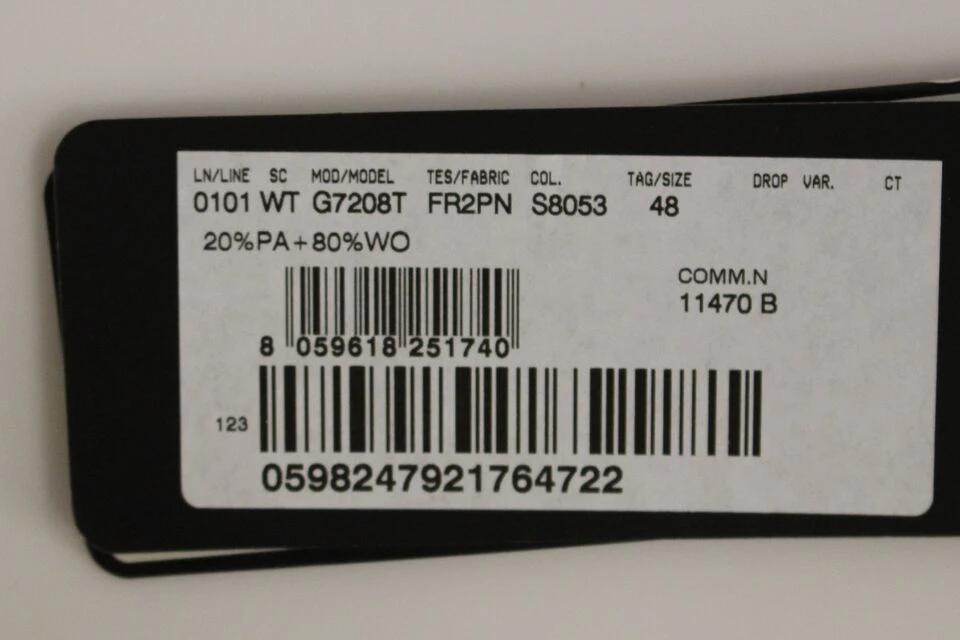 LN/LINE SC MOD/MODEL TES/FABRIC COL. TAG/SIZE DROP VAR. CT
0101 WT G7208T FR2PN S8053 48
20%PA+80%WO
COMM.N
11470 B
8 059618 251740
123
0598247921764722